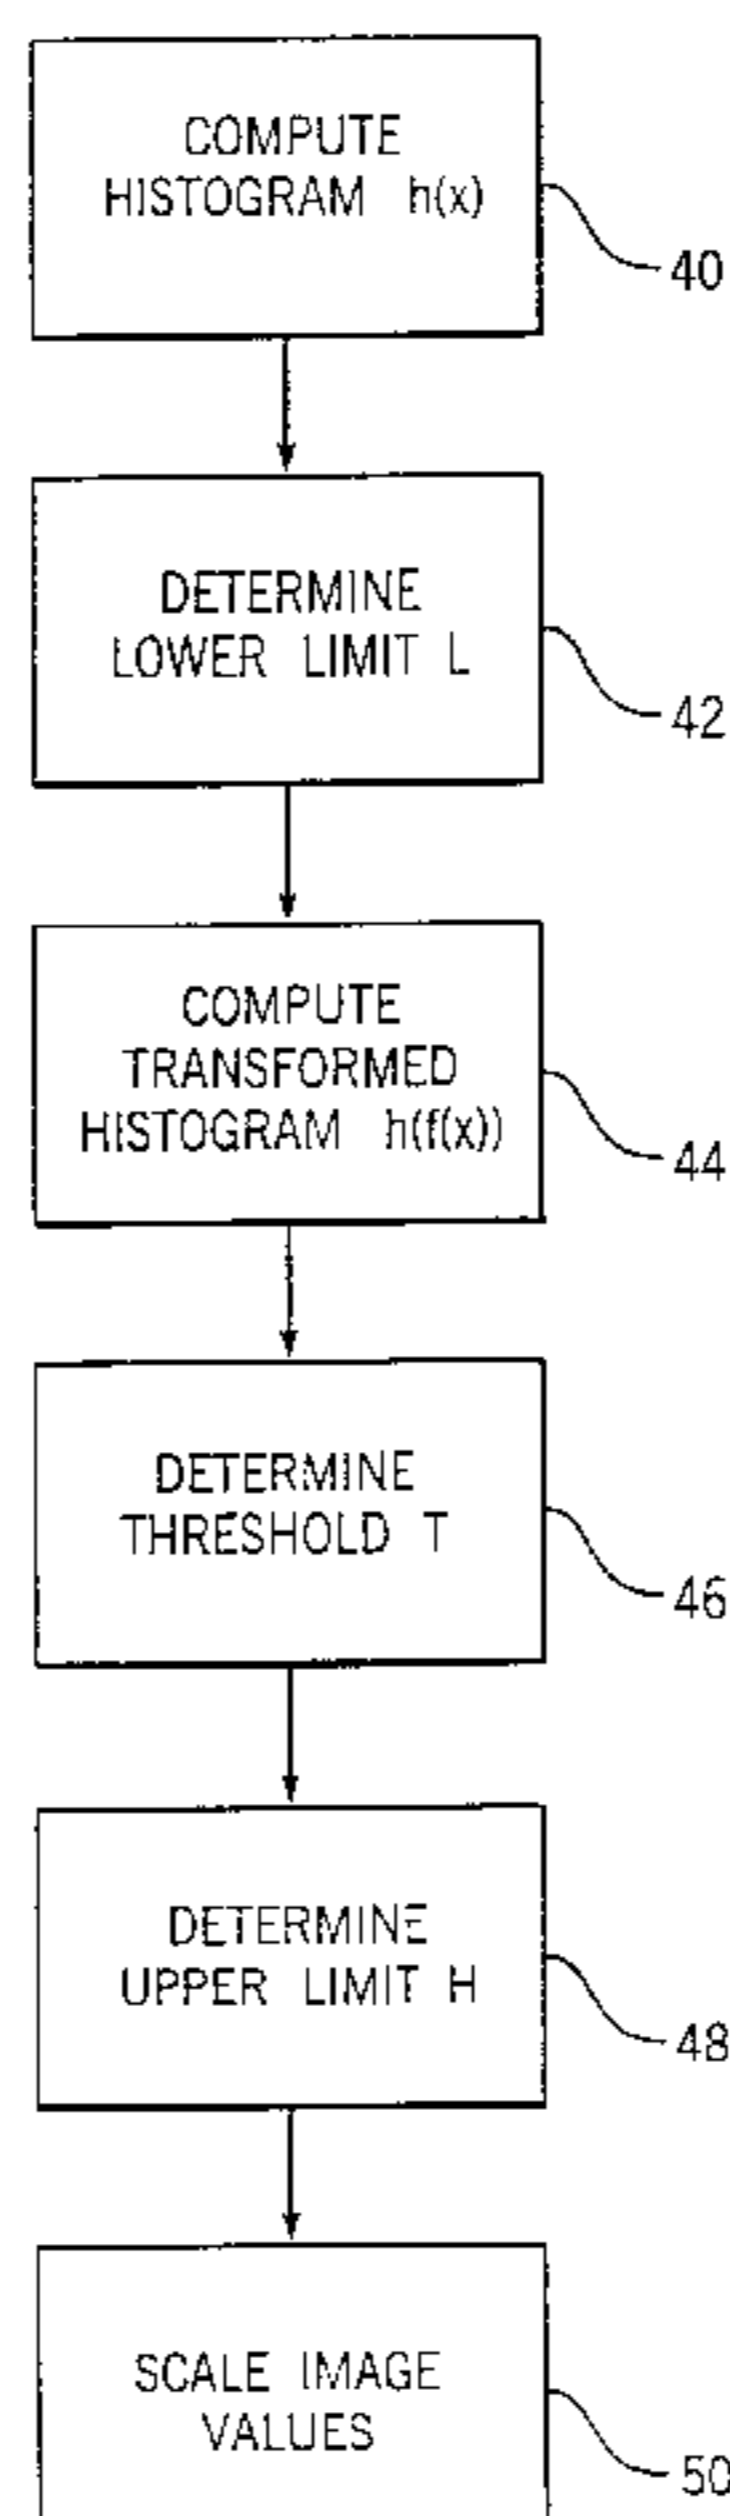 COMPUTE
HISTOGRAM h(x)
40
DETERMINE
LOWER LIMIT L
42
COMPUTE
TRANSFORMED
HISTOGRAM h(f(x))
44
DETERMINE
THRESHOLD T
46
DETERMINE
UPPER LIMIT H
48
SCALE IMAGE
VALUES
50